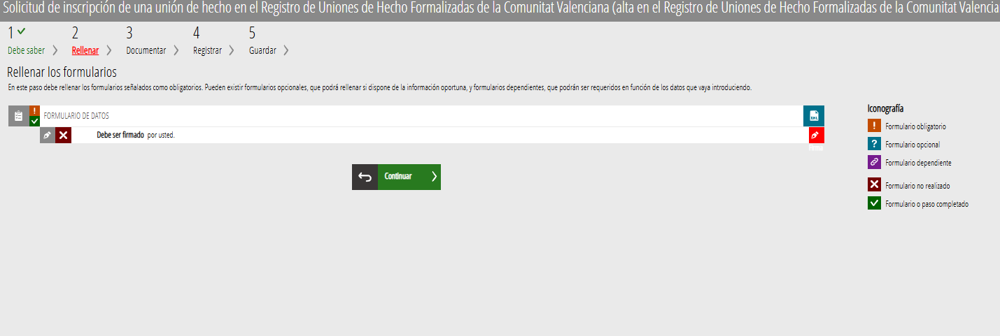 Solicitud de inscripción de una unión de hecho en el Registro de Uniones de Hecho Formalizadas de la Comunitat Valenciana (alta en el Registro de Uniones de Hecho Formalizadas de la Comunitat Valencia
1 2 3 4 5
Debe saber Rellenar Documentar Registrar Guardar
Rellenar los formularios
En este paso debe rellenar los formularios señalados como obligatorios. Pueden existir formularios opcionales, que podrá rellenar si dispone de la información oportuna, y formularios dependientes, que podrán ser requeridos en función de los datos que vaya introduciendo.
! FORMULARIO DE DATOS XML
Debe ser firmado por usted.
Continuar
Iconografía
! Formulario obligatorio
? Formulario opcional
Formulario dependiente
Formulario no realizado
Formulario o paso completado